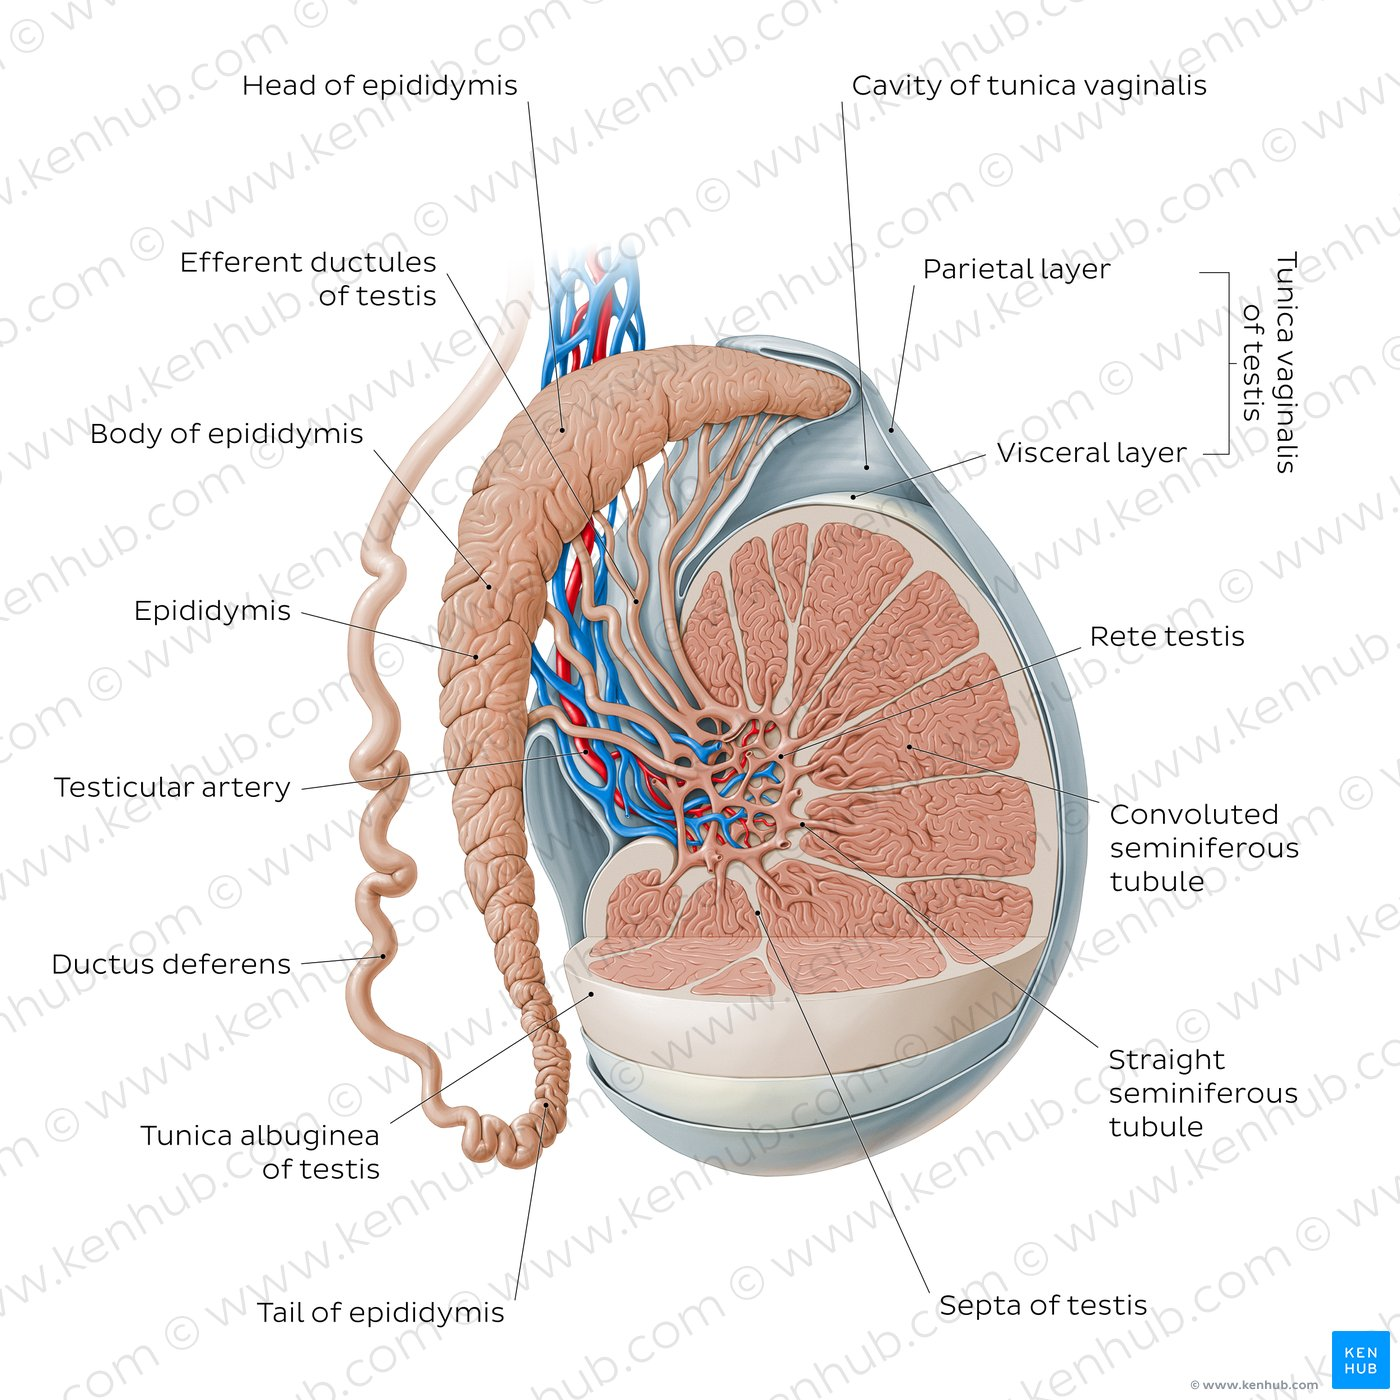 Head of epididymis
Cavity of tunica vaginalis
Efferent ductules
of testis
Parietal layer
Tunica vaginalis
of testis
Body of epididymis
Visceral layer
Epididymis
Rete testis
Testicular artery
Convoluted
seminiferous
tubule
Ductus deferens
Straight
seminiferous
tubule
Tunica albuginea
of testis
Tail of epididymis
Septa of testis
KEN
HUB
© www.kenhub.com